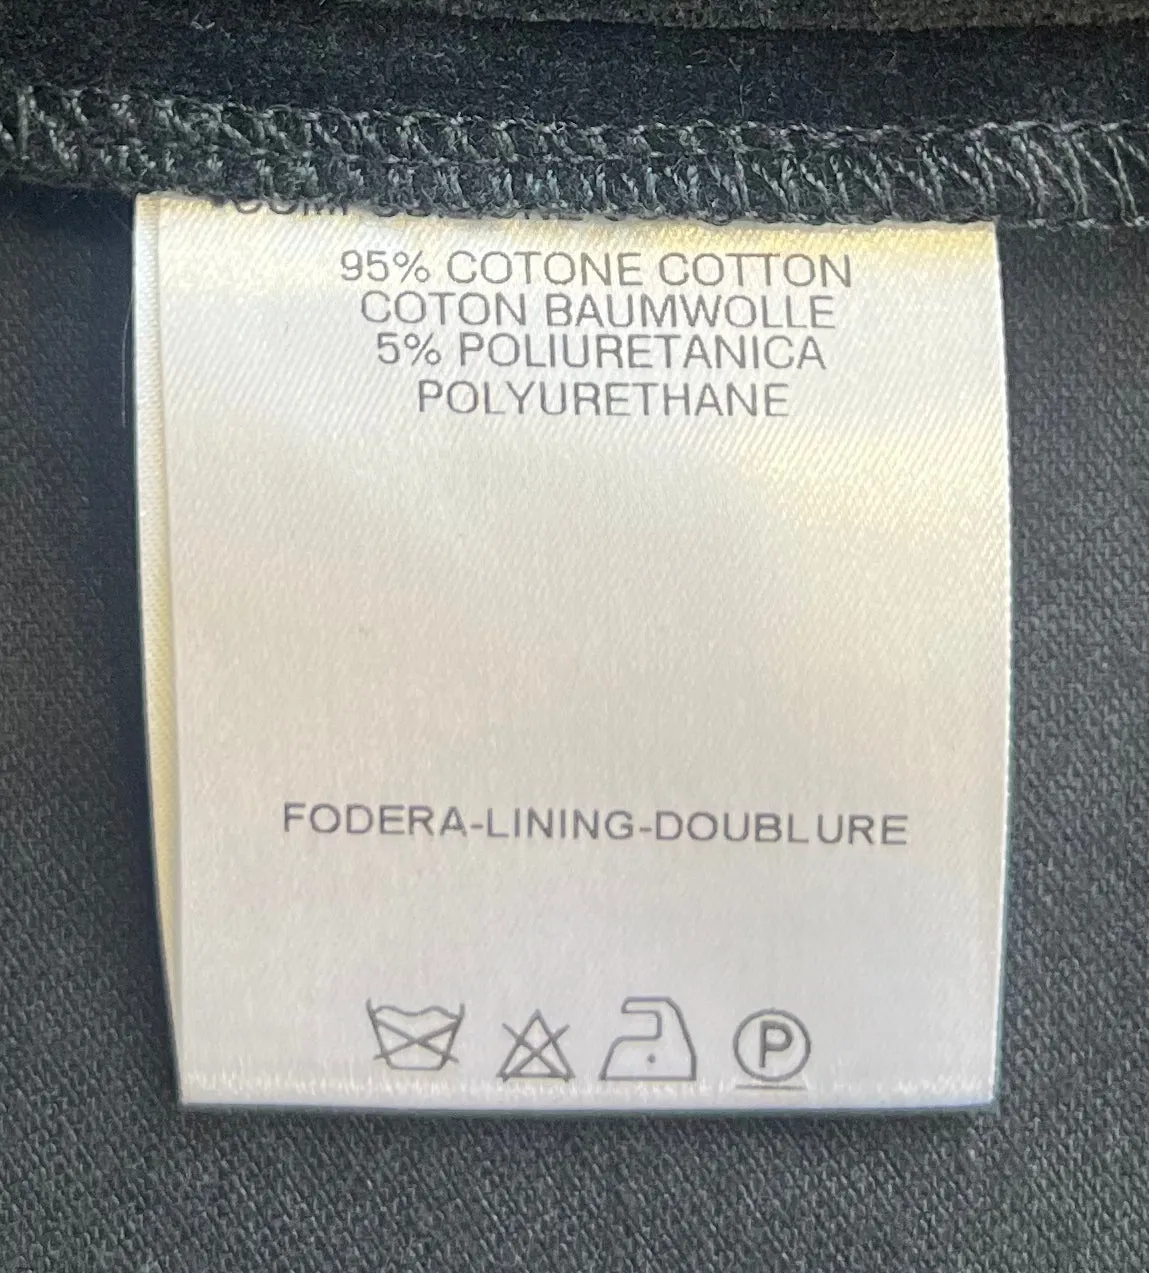 95% COTONE COTTON
COTON BAUMWOLLE
5% POLIURETANICA
POLYURETHANE
FODERA-LINING-DOUBLURE
P